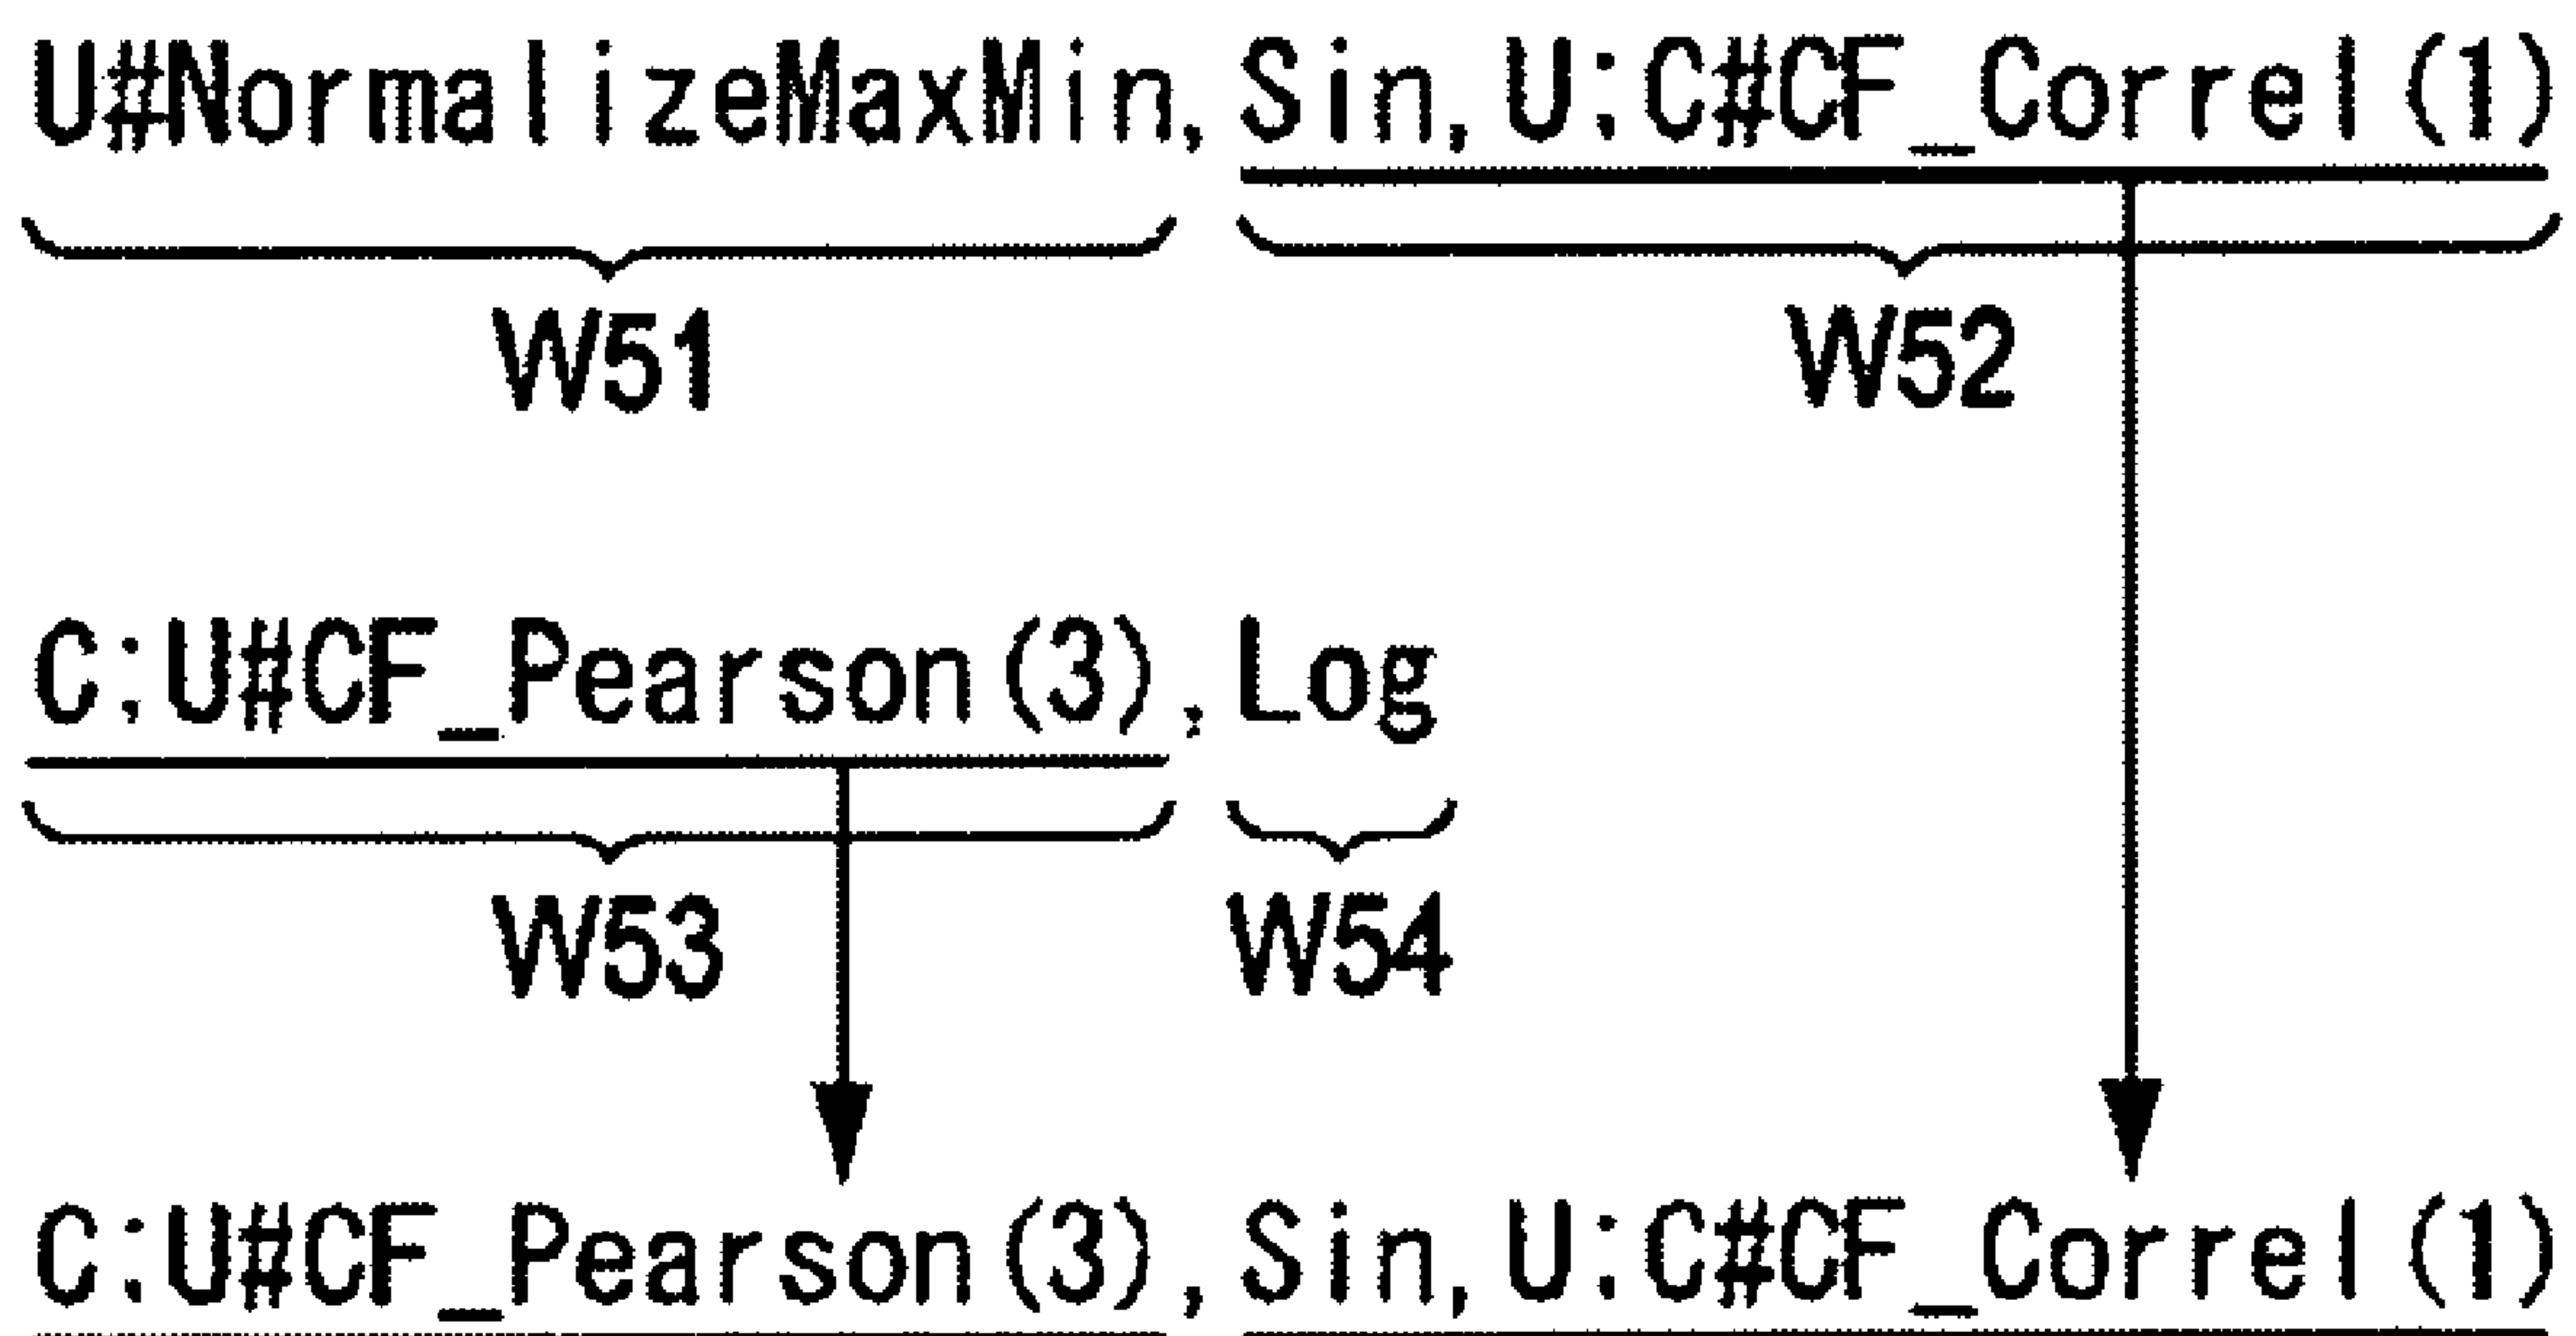 U#NormalizeMaxMin,Sin,U:C#CF_Correl(1)
W51 W52
C:U#CF_Pearson(3),Log
W53 W54
C:U#CF_Pearson(3),Sin,U:C#CF_Correl(1)